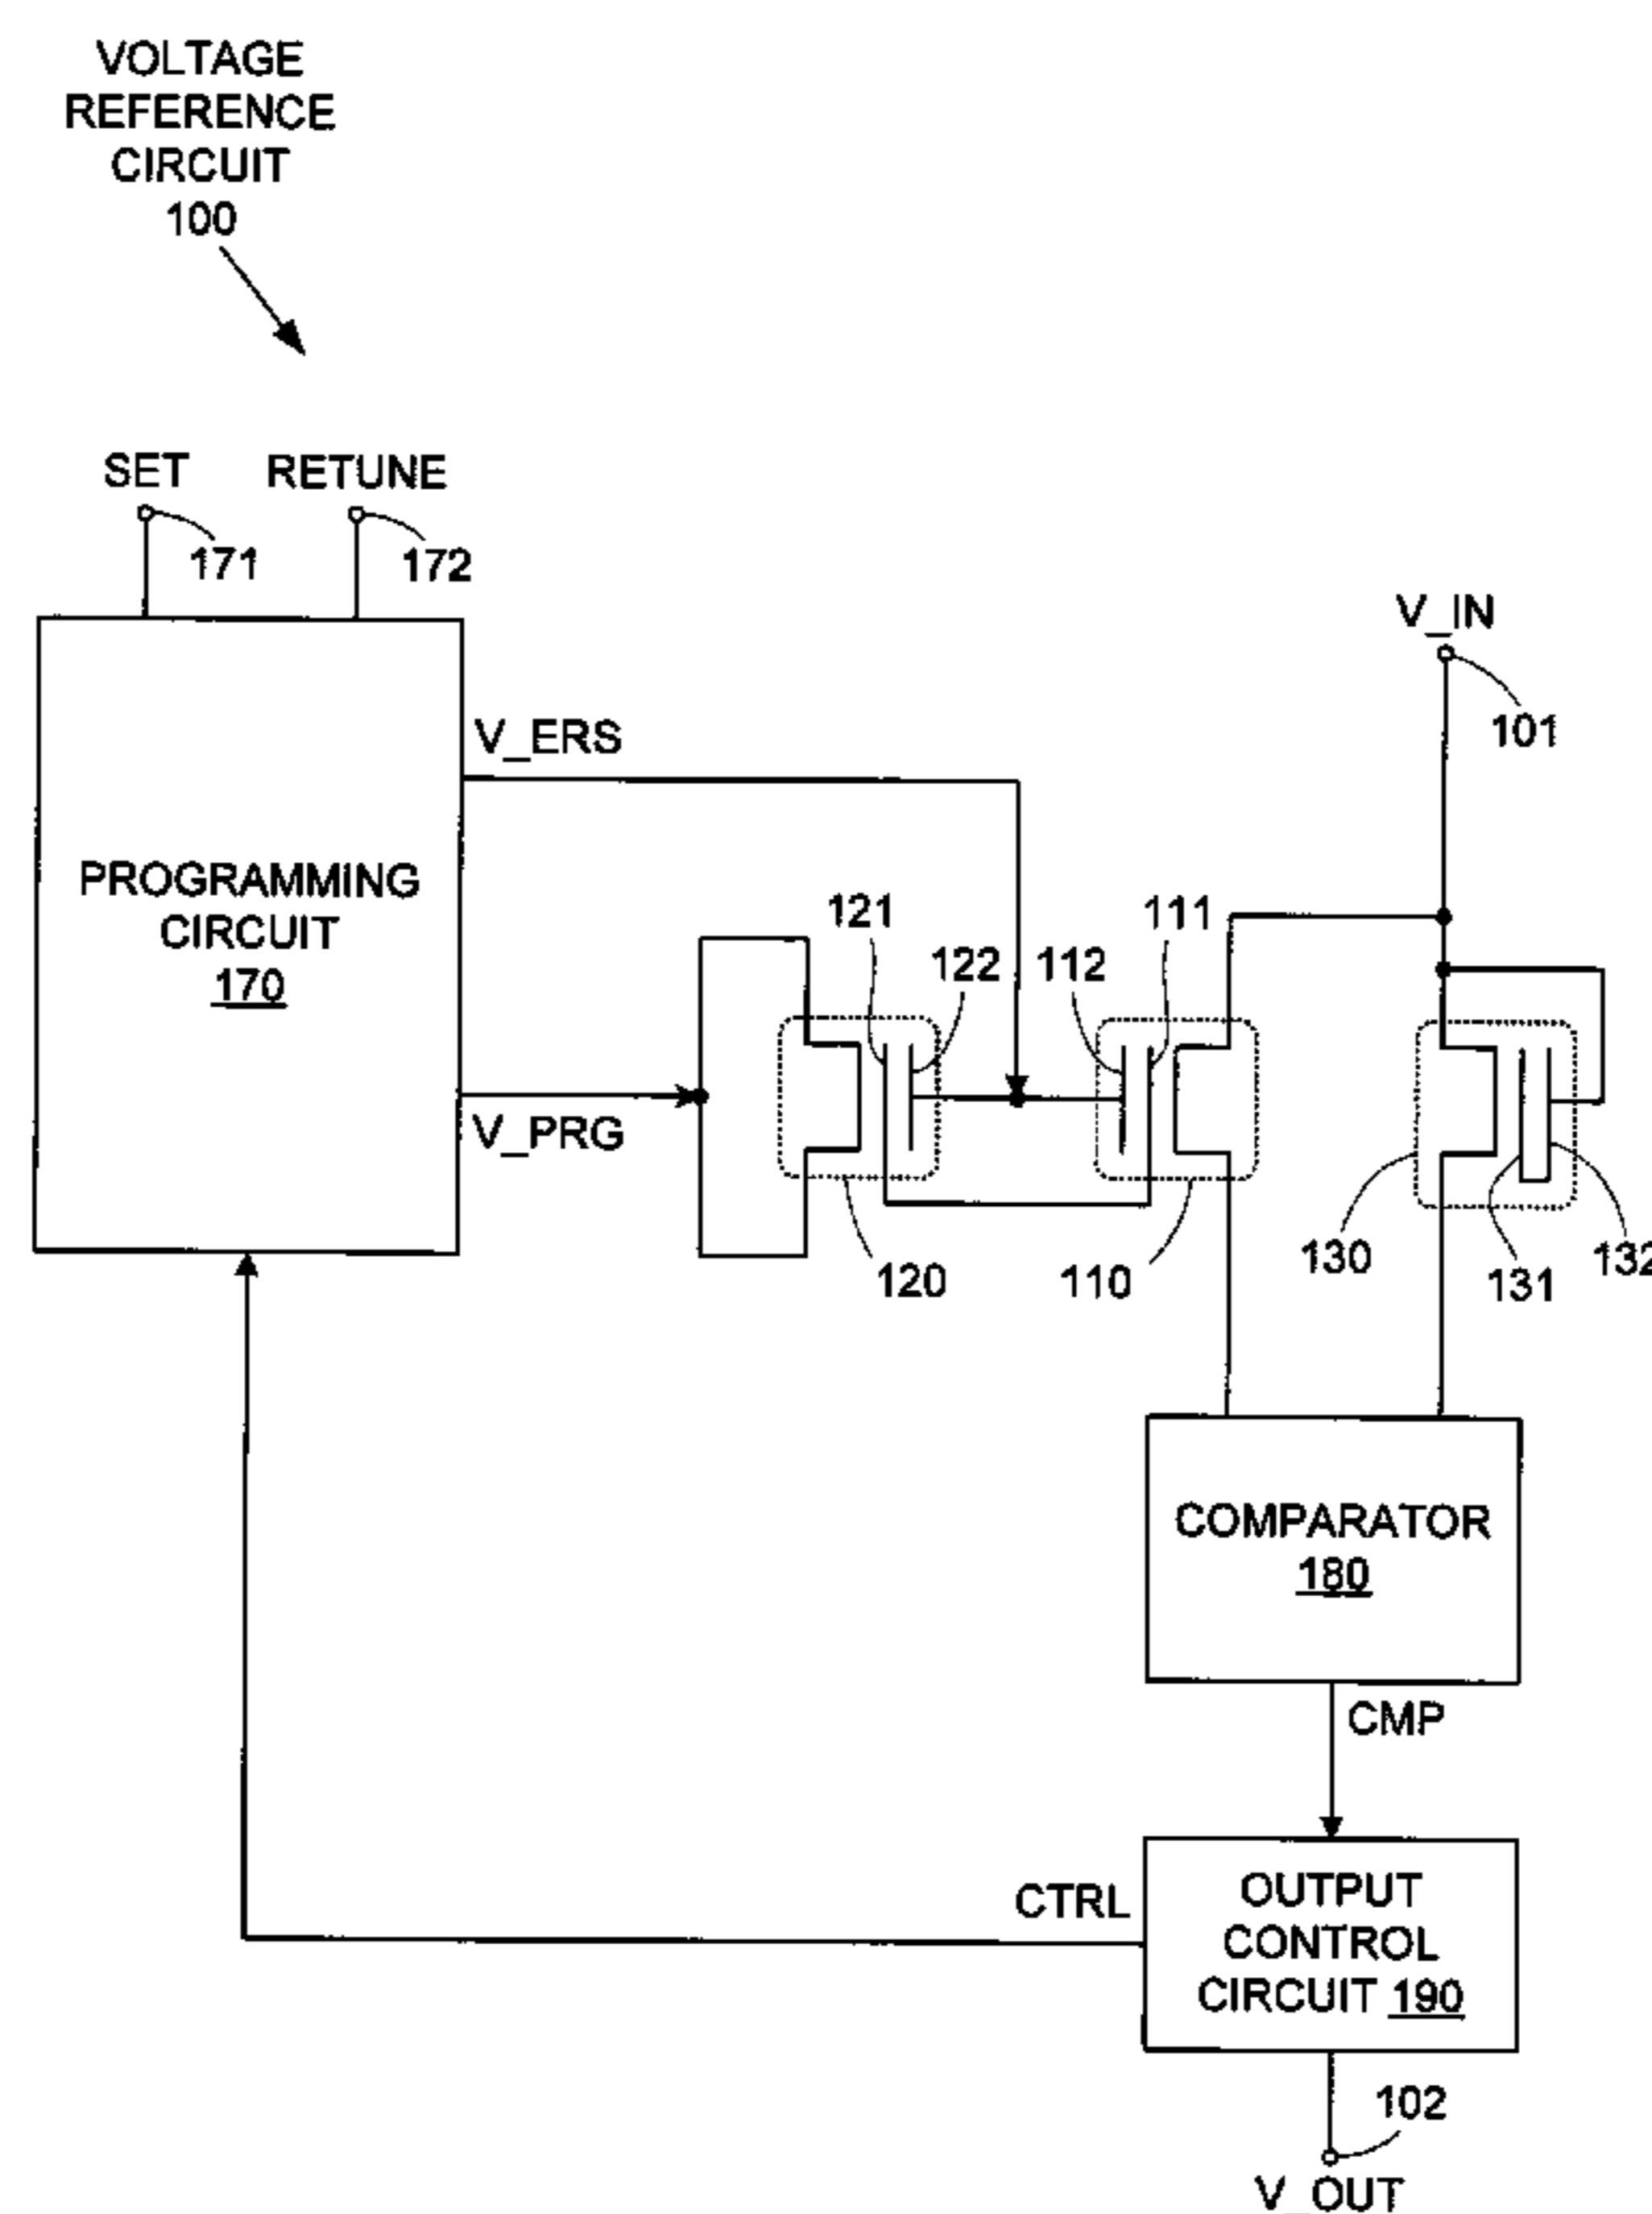 VOLTAGE
REFERENCE
CIRCUIT
100
SET
RETUNE
171
172
V_IN
101
V_ERS
PROGRAMMING
CIRCUIT
170
121
122
112
111
V_PRG
120
110
130
131
132
COMPARATOR
180
CMP
CTRL
OUTPUT
CONTROL
CIRCUIT 190
102
V_OUT